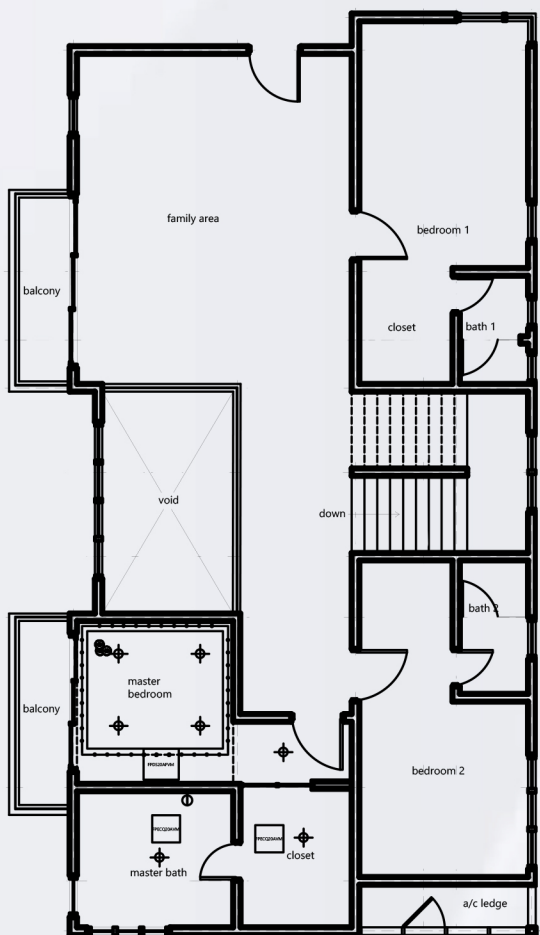 family area
bedroom 1
balcony
closet
bath 1
void
down
bath 2
master
bedroom
balcony
bedroom 2
master bath
closet
a/c ledge